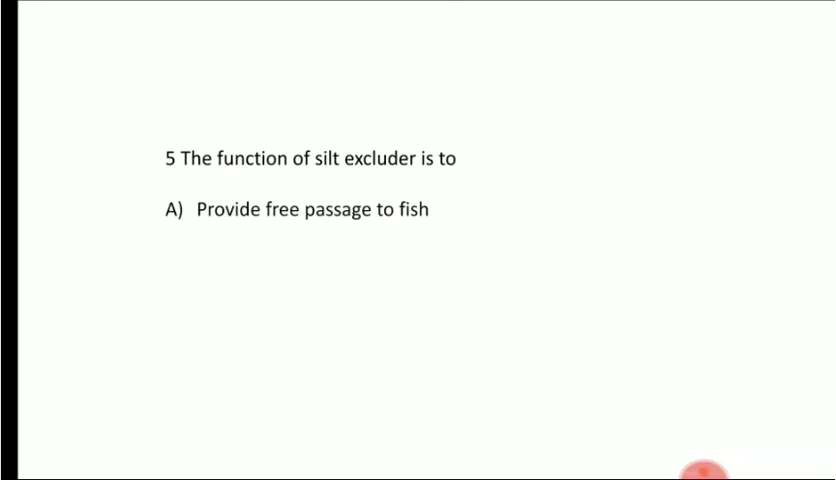 5 The function of silt excluder is to
A) Provide free passage to fish